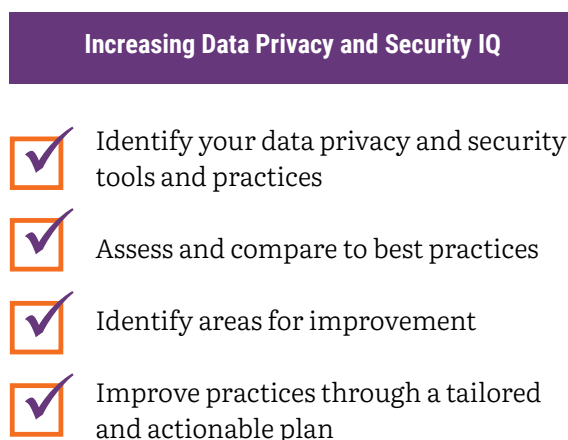 Increasing Data Privacy and Security IQ
Identify your data privacy and security
tools and practices
Assess and compare to best practices
Identify areas for improvement
Improve practices through a tailored
and actionable plan